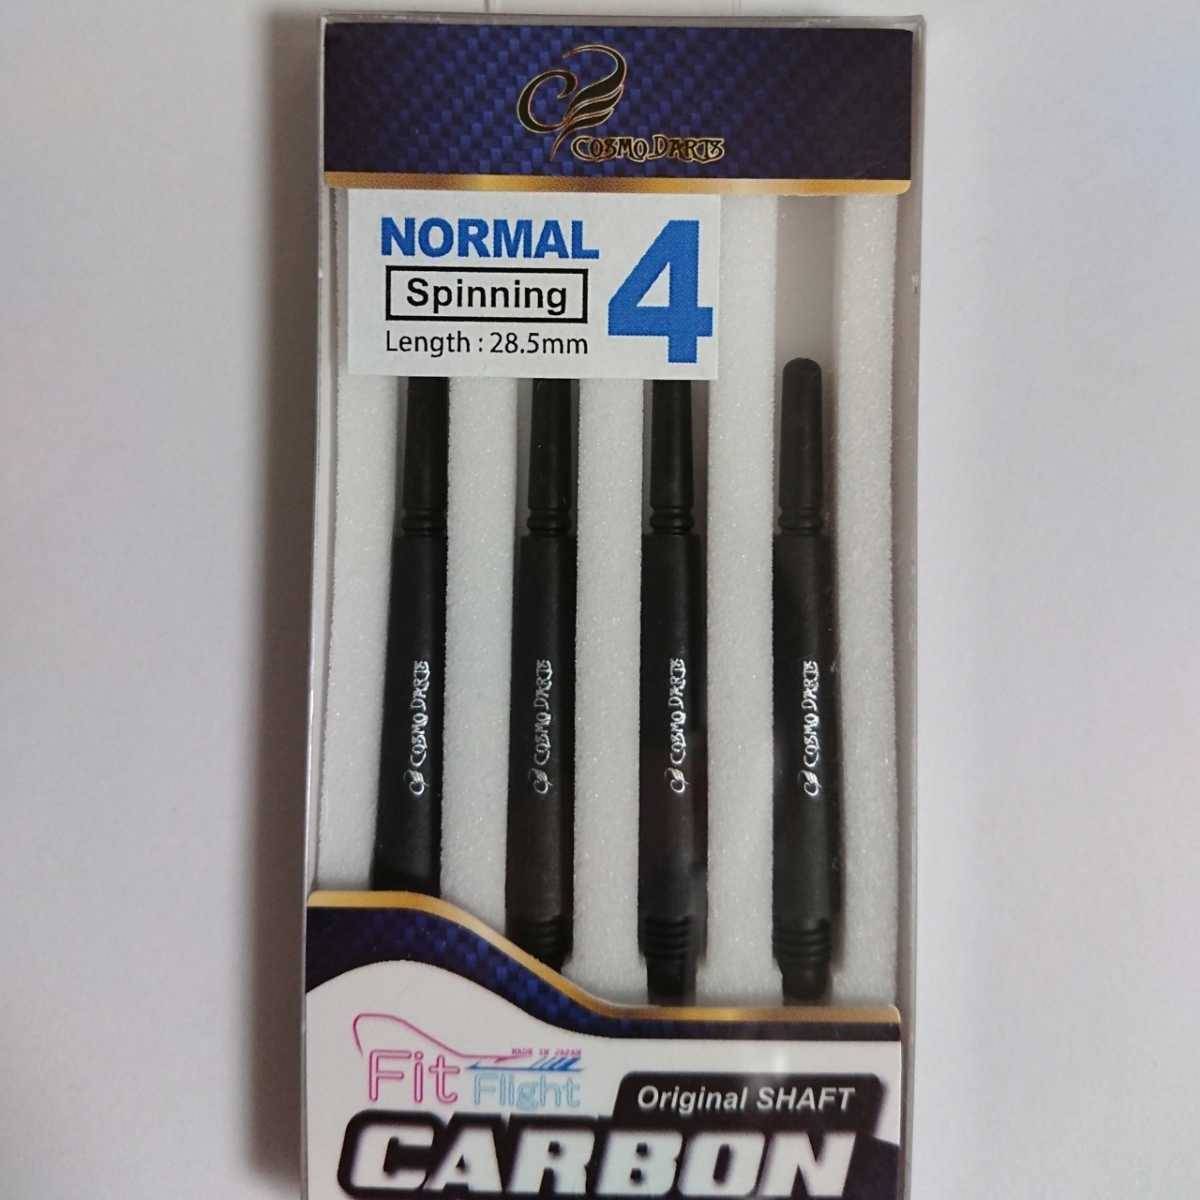 COSMO DARTS
NORMAL 4
Spinning
Length : 28.5mm
COSMO DARTS
COSMO DARTS
COSMO DARTS
COSMO DARTS
MADE IN JAPAN
Fit
Flight
Original SHAFT
CARBON